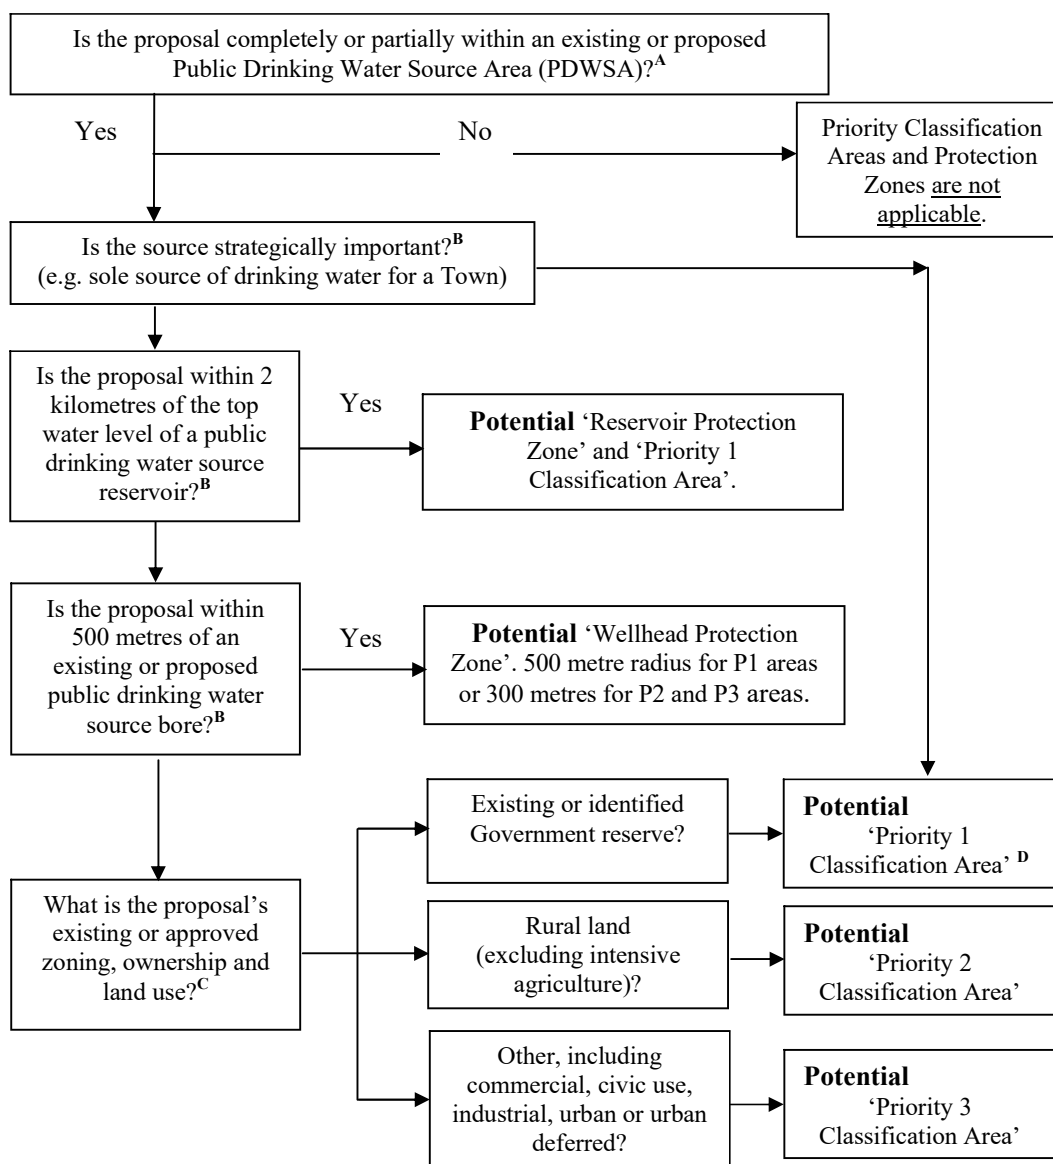 Is the proposal completely or partially within an existing or proposed
Public Drinking Water Source Area (PDWSA)?A
Yes
No
Priority Classification
Areas and Protection
Zones are not
applicable.
Is the source strategically important?B
(e.g. sole source of drinking water for a Town)
Is the proposal within 2
kilometres of the top
water level of a public
drinking water source
reservoir?B
Yes
Potential ‘Reservoir Protection
Zone’ and ‘Priority 1
Classification Area’.
Is the proposal within
500 metres of an
existing or proposed
public drinking water
source bore?B
Yes
Potential ‘Wellhead Protection
Zone’. 500 metre radius for P1 areas
or 300 metres for P2 and P3 areas.
What is the proposal’s
existing or approved
zoning, ownership and
land use?C
Existing or identified
Government reserve?
Potential
‘Priority 1
Classification Area’ D
Rural land
(excluding intensive
agriculture)?
Potential
‘Priority 2
Classification Area’
Other, including
commercial, civic use,
industrial, urban or urban
deferred?
Potential
‘Priority 3
Classification Area’